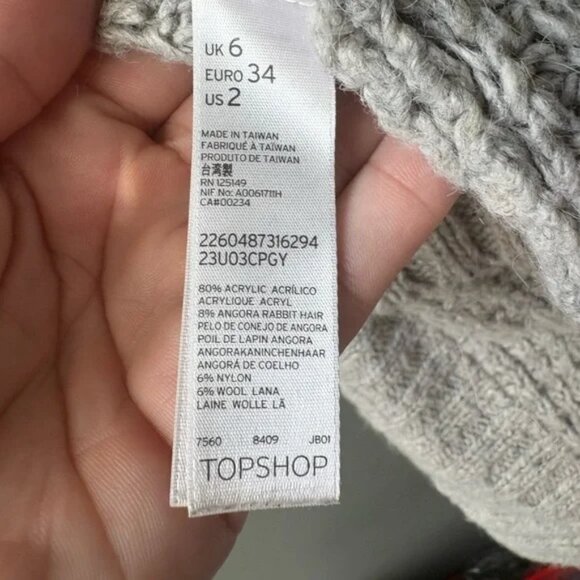 UK 6
EURO 34
US 2
MADE IN TAIWAN
FABRIQUÉ À TAÏWAN
PRODUTO DE TAIWAN
台湾製
RN 125149
NIF No: A0061711H
CA#00234
2260487316294
23U03CPGY
80% ACRYLIC ACRÍLICO
ACRYLIQUE ACRYL
8% ANGORA RABBIT HAIR
PELO DE CONEJO DE ANGORA
POIL DE LAPIN ANGORA
ANGORAKANINCHENHAAR
ANGORÁ DE COELHO
6% NYLON
6% WOOL LANA
LAINE WOLLE LÃ
7560 8409 JB01
TOPSHOP